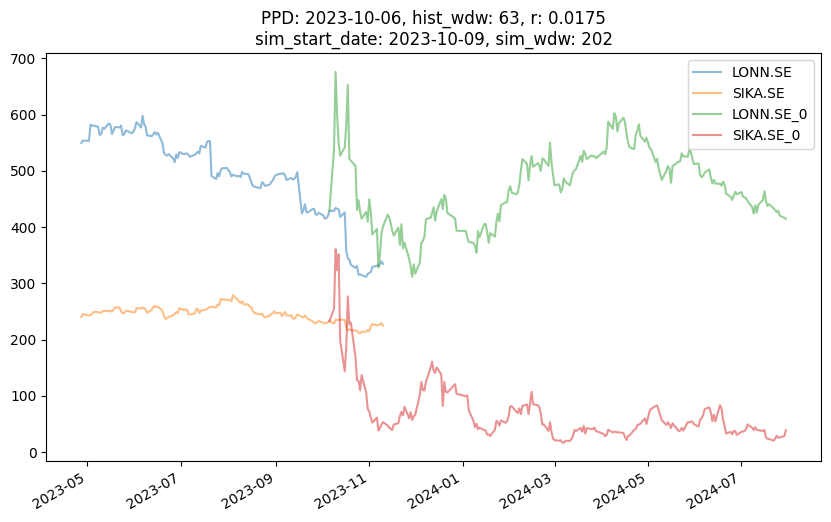 PPD: 2023-10-06, hist_wdw: 63, r: 0.0175
sim_start_date: 2023-10-09, sim_wdw: 202
700
600
500
400
300
200
100
0
LONN.SE
SIKA.SE
LONN.SE_0
SIKA.SE_0
2023-05
2023-07
2023-09
2023-11
2024-01
2024-03
2024-05
2024-07